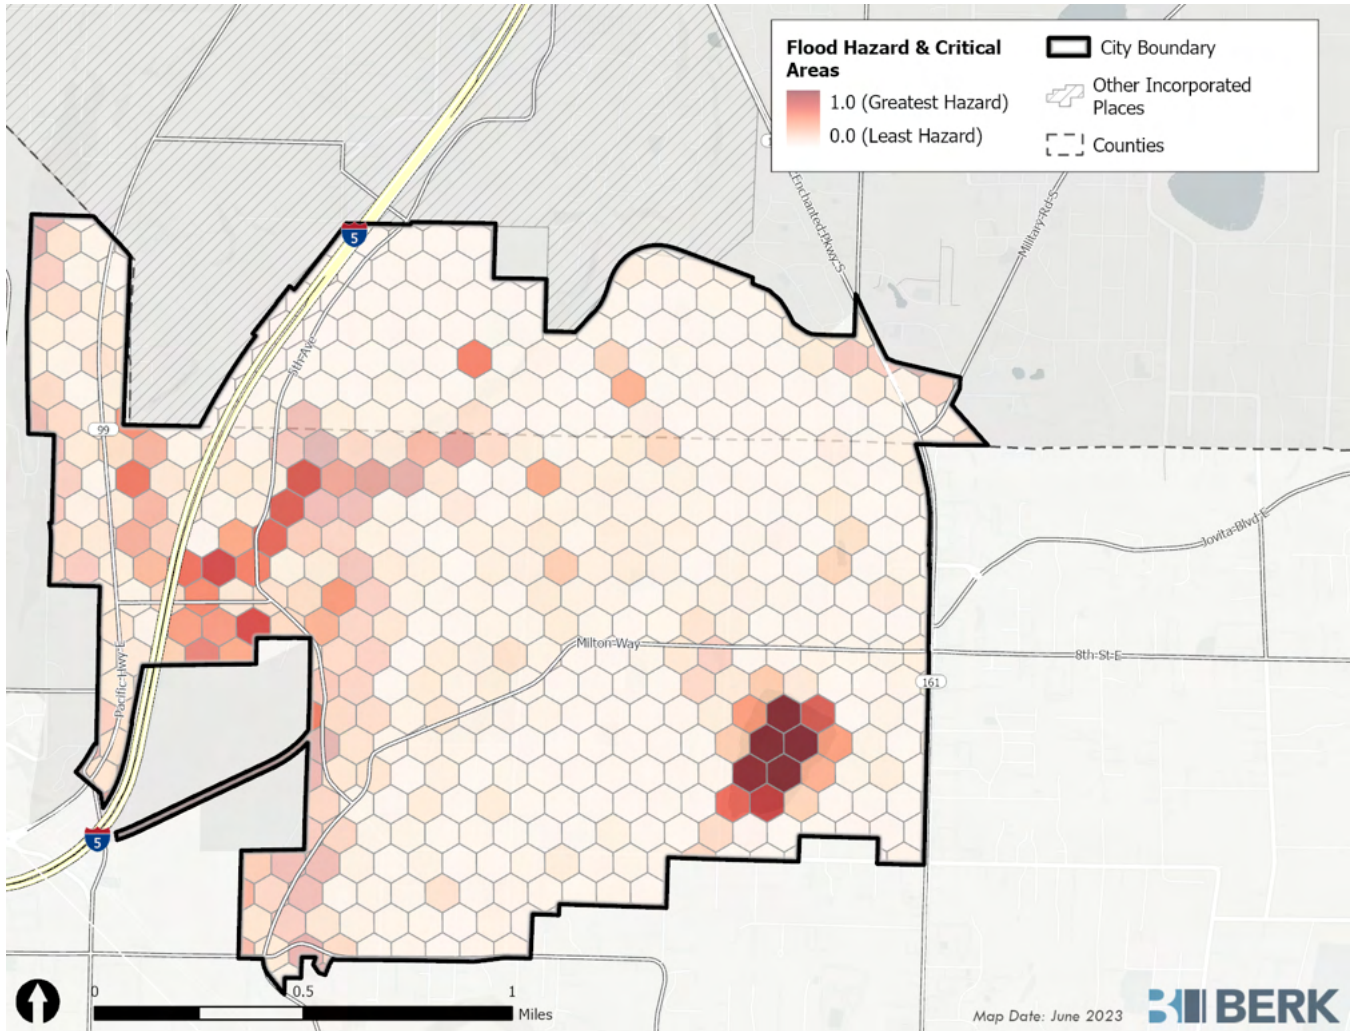 Flood Hazard & Critical
Areas
1.0 (Greatest Hazard)
0.0 (Least Hazard)
City Boundary
Other Incorporated
Places
Counties
Enchanted Pkwy S
Military Rd S
5
5th Ave
99
Jovita Blvd E
Milton Way
8th St E
Pacific Hwy E
161
5
0
0.5
1
Miles
Map Date: June 2023
BERK